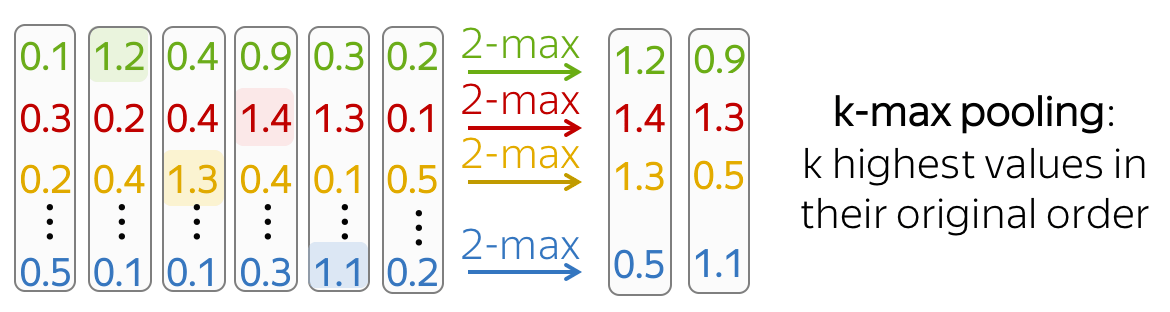 0.1 1.2 0.4 0.9 0.3 0.2 2-max 1.2 0.9
0.3 0.2 0.4 1.4 1.3 0.1 2-max 1.4 1.3
0.2 0.4 1.3 0.4 0.1 0.5 2-max 1.3 0.5
0.5 0.1 0.1 0.3 1.1 0.2 2-max 0.5 1.1
k-max pooling:
k highest values in
their original order